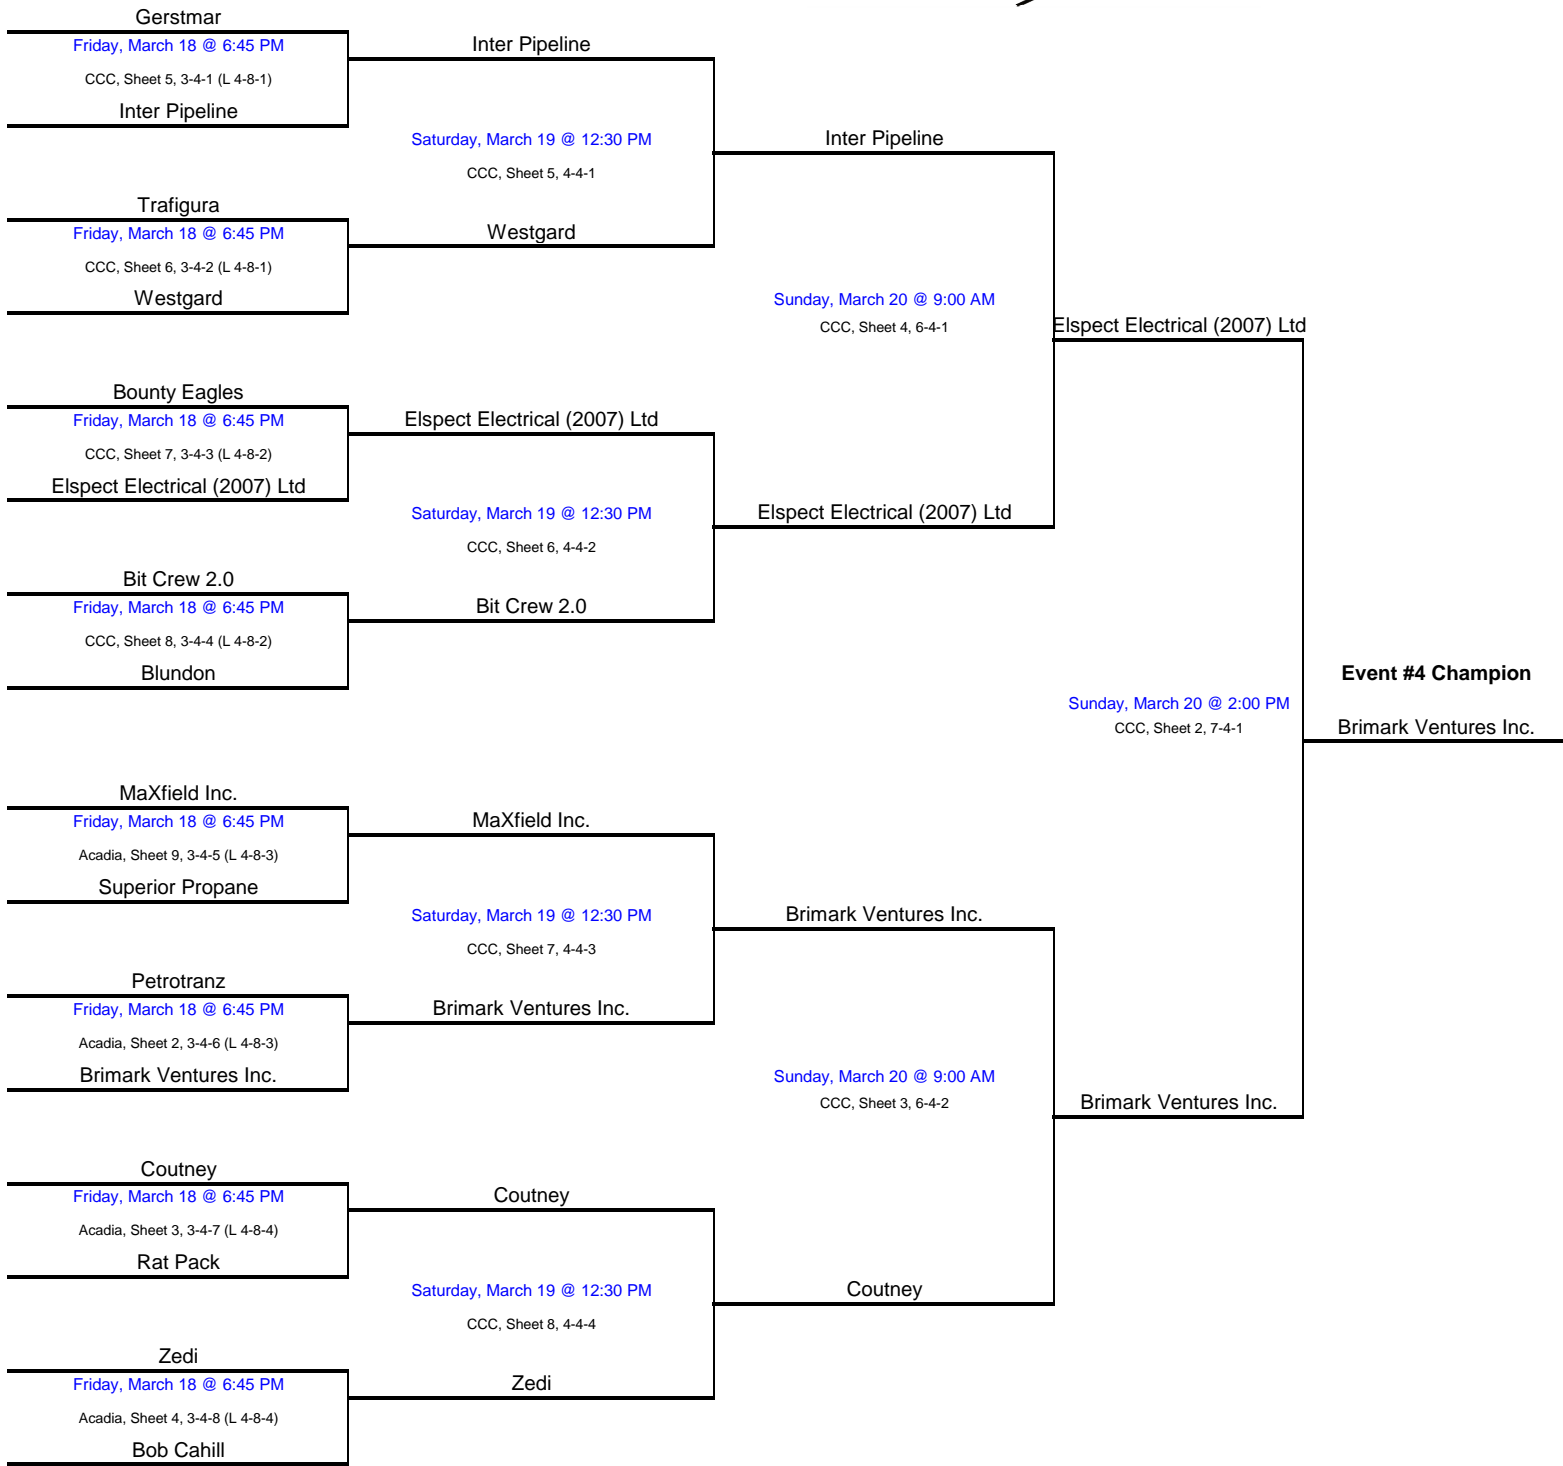 Gerstmar
Friday, March 18 @ 6:45 PM
CCC, Sheet 5, 3-4-1 (L 4-8-1)
Inter Pipeline
Trafigura
Friday, March 18 @ 6:45 PM
CCC, Sheet 6, 3-4-2 (L 4-8-1)
Westgard
Bounty Eagles
Friday, March 18 @ 6:45 PM
CCC, Sheet 7, 3-4-3 (L 4-8-2)
Elspect Electrical (2007) Ltd
Bit Crew 2.0
Friday, March 18 @ 6:45 PM
CCC, Sheet 8, 3-4-4 (L 4-8-2)
Blundon
MaXfield Inc.
Friday, March 18 @ 6:45 PM
Acadia, Sheet 9, 3-4-5 (L 4-8-3)
Superior Propane
Petrotranz
Friday, March 18 @ 6:45 PM
Acadia, Sheet 2, 3-4-6 (L 4-8-3)
Brimark Ventures Inc.
Coutney
Friday, March 18 @ 6:45 PM
Acadia, Sheet 3, 3-4-7 (L 4-8-4)
Rat Pack
Zedi
Friday, March 18 @ 6:45 PM
Acadia, Sheet 4, 3-4-8 (L 4-8-4)
Bob Cahill
Inter Pipeline
Saturday, March 19 @ 12:30 PM
CCC, Sheet 5, 4-4-1
Westgard
Elspect Electrical (2007) Ltd
Saturday, March 19 @ 12:30 PM
CCC, Sheet 6, 4-4-2
Bit Crew 2.0
MaXfield Inc.
Saturday, March 19 @ 12:30 PM
CCC, Sheet 7, 4-4-3
Brimark Ventures Inc.
Coutney
Saturday, March 19 @ 12:30 PM
CCC, Sheet 8, 4-4-4
Zedi
Inter Pipeline
Sunday, March 20 @ 9:00 AM
CCC, Sheet 4, 6-4-1
Elspect Electrical (2007) Ltd
Brimark Ventures Inc.
Sunday, March 20 @ 9:00 AM
CCC, Sheet 3, 6-4-2
Coutney
Elspect Electrical (2007) Ltd
Sunday, March 20 @ 2:00 PM
CCC, Sheet 2, 7-4-1
Brimark Ventures Inc.
Event #4 Champion
Brimark Ventures Inc.